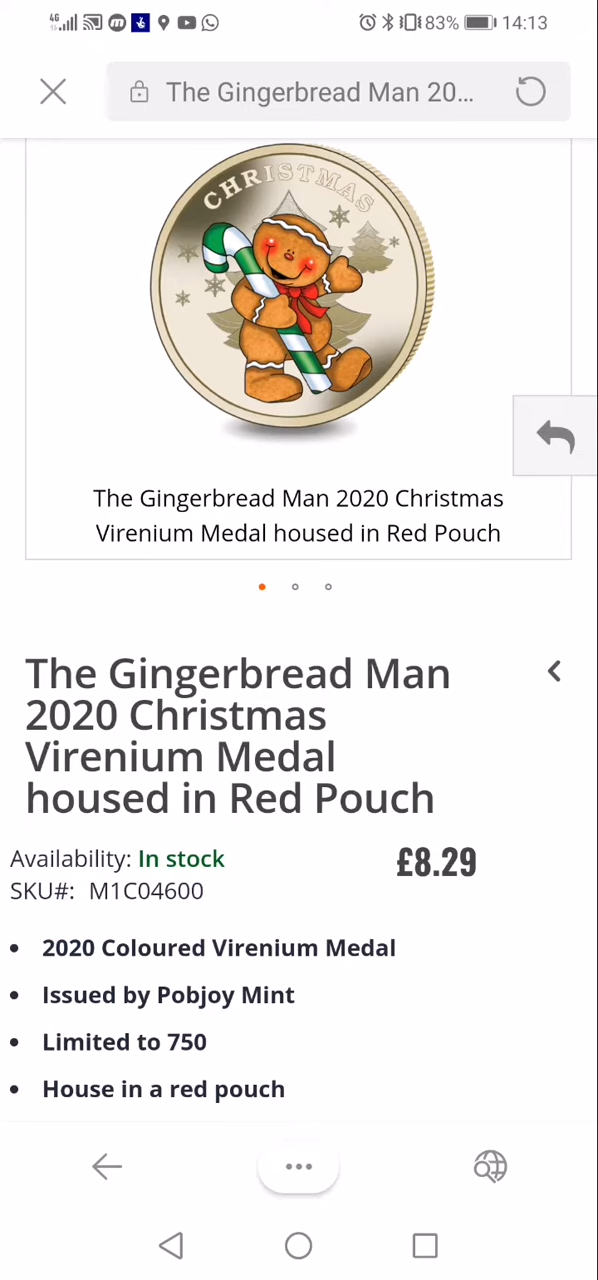 4G 83% 14:13
The Gingerbread Man 20...
CHRISTMAS
The Gingerbread Man 2020 Christmas
Virenium Medal housed in Red Pouch
The Gingerbread Man
2020 Christmas
Virenium Medal
housed in Red Pouch
Availability: In stock
£8.29
SKU#: M1C04600
• 2020 Coloured Virenium Medal
• Issued by Pobjoy Mint
• Limited to 750
• House in a red pouch